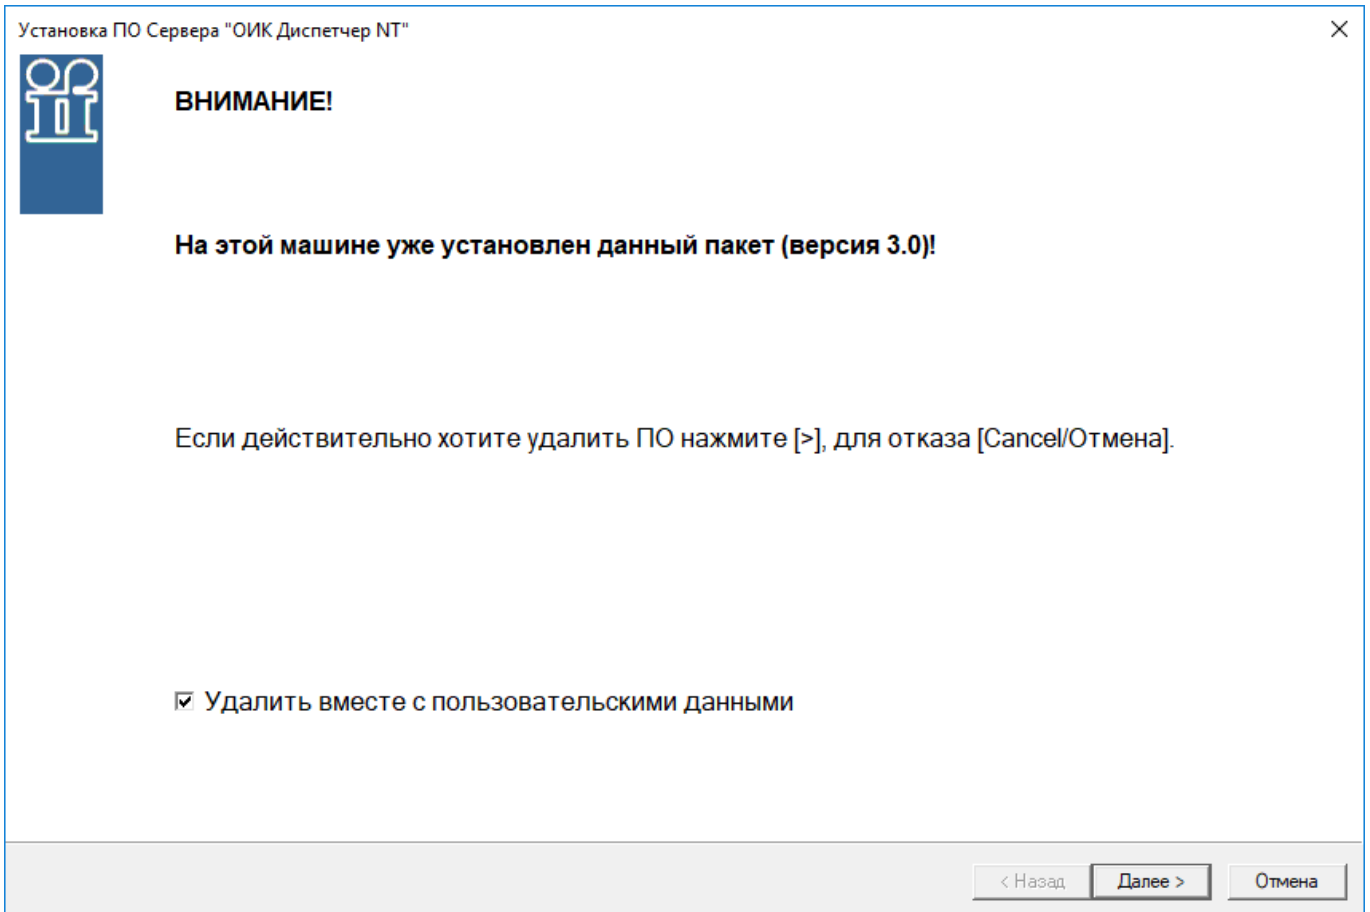 Установка ПО Сервера "ОИК Диспетчер NT"
ВНИМАНИЕ!
На этой машине уже установлен данный пакет (версия 3.0)!
Если действительно хотите удалить ПО нажмите [>], для отказа [Cancel/Отмена].
Удалить вместе с пользовательскими данными
< Назад
Далее >
Отмена